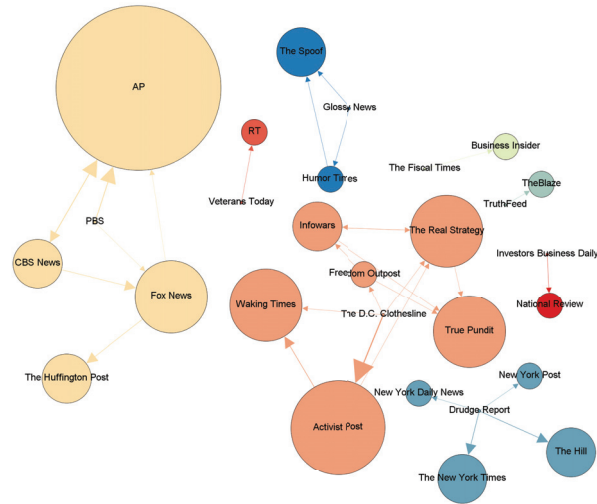 The Spoof
AP
Glossy News
RT
Business Insider
The Fiscal Times
Humor Times
TheBlaze
Veterans Today
TruthFeed
PBS
Infowars
The Real Strategy
Investors Business Daily
CBS News
Freedom Outpost
Fox News
Waking Times
National Review
The D.C. Clothesline
True Pundit
New York Post
The Huffington Post
New York Daily News
Drudge Report
Activist Post
The Hill
The New York Times